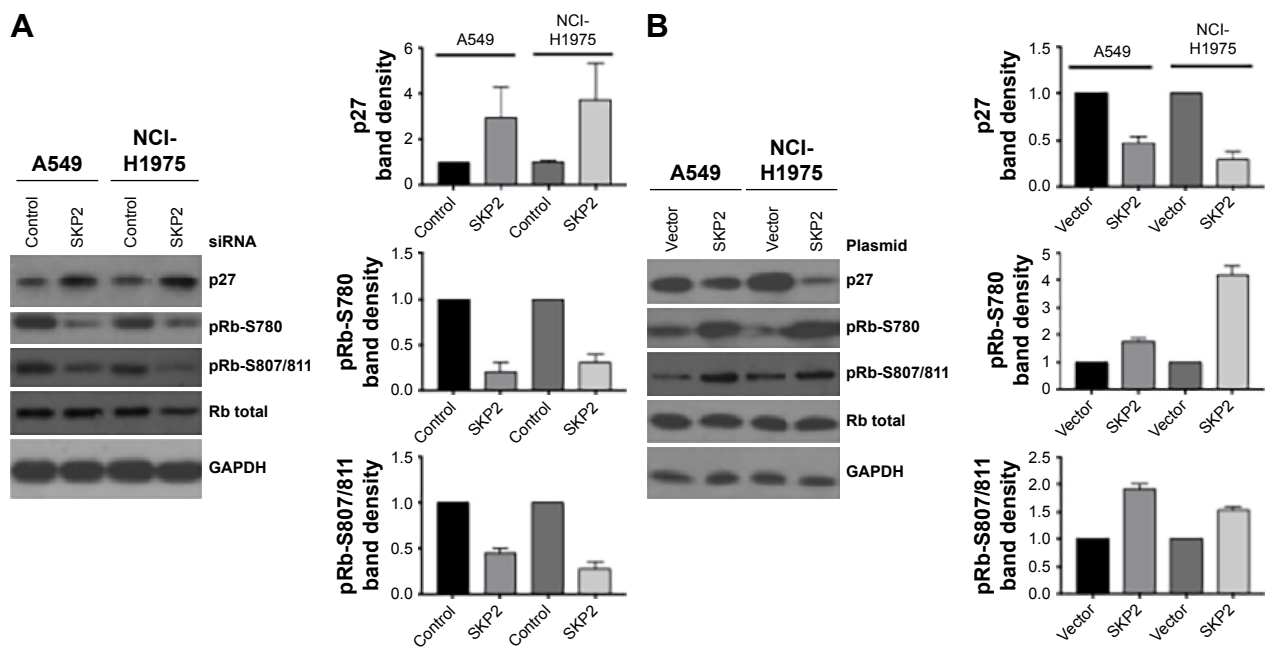 A
A549
NCI-
H1975
Control
SKP2
Control
SKP2
siRNA
p27
pRb-S780
pRb-S807/811
Rb total
GAPDH
A549
NCI-
H1975
p27
band density
6
4
2
0
Control
SKP2
Control
SKP2
pRb-S780
band density
1.5
1.0
0.5
0.0
Control
SKP2
Control
SKP2
pRb-S807/811
band density
1.5
1.0
0.5
0.0
Control
SKP2
Control
SKP2
B
A549
NCI-
H1975
Vector
SKP2
Vector
SKP2
Plasmid
p27
pRb-S780
pRb-S807/811
Rb total
GAPDH
A549
NCI-
H1975
p27
band density
1.5
1.0
0.5
0.0
Vector
SKP2
Vector
SKP2
pRb-S780
band density
5
4
3
2
1
0
Vector
SKP2
Vector
SKP2
pRb-S807/811
band density
2.5
2.0
1.5
1.0
0.5
0.0
Vector
SKP2
Vector
SKP2